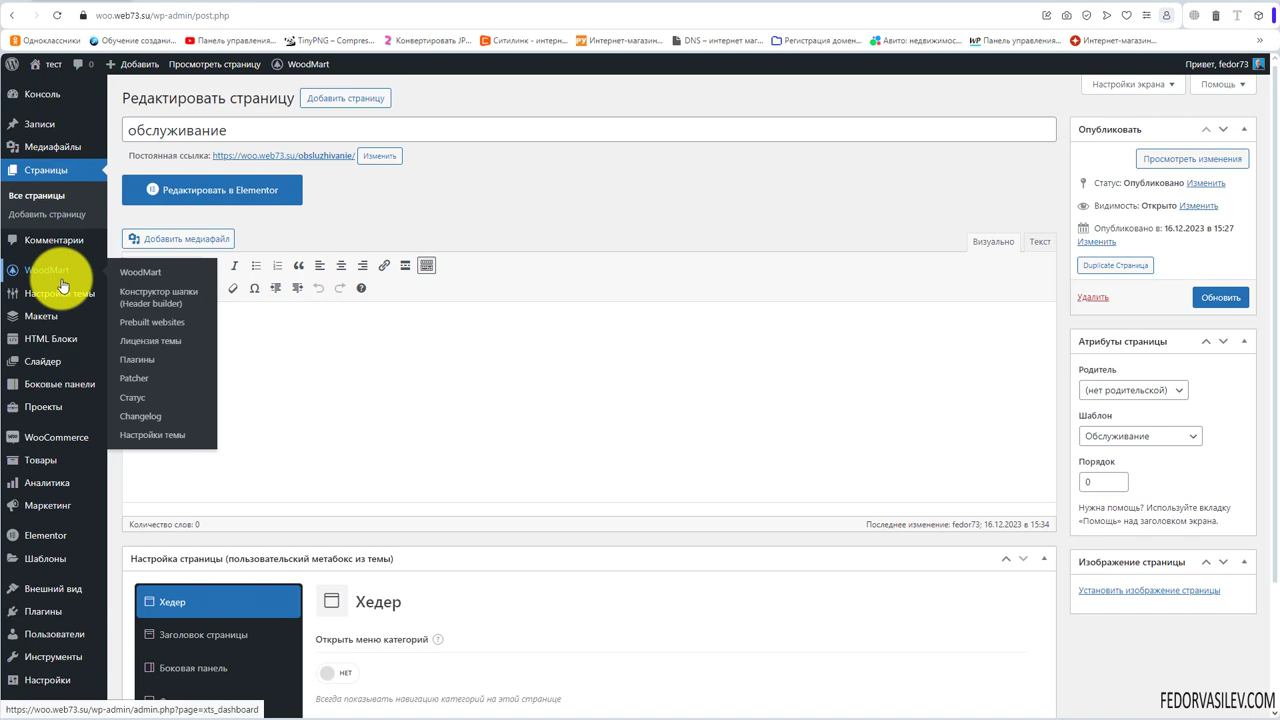 woo.web73.su/wp-admin/post.php
Одноклассники
Обучение создани...
Панель управления...
TinyPNG – Compres...
Конвертировать JP...
Ситилинк - интерн...
Интернет-магазин...
DNS – интернет маг...
Регистрация домен...
Авито: недвижимос...
Панель управления...
Интернет-магазин...
»
тест
0
Добавить
Просмотреть страницу
WoodMart
Привет, fedor73
Консоль
Записи
Медиафайлы
Страницы
Все страницы
Добавить страницу
Комментарии
WoodMart
Настройки темы
Макеты
HTML Блоки
Слайдер
Боковые панели
Проекты
WooCommerce
Товары
Аналитика
Маркетинг
Elementor
Шаблоны
Внешний вид
Плагины
Пользователи
Инструменты
Настройки
WoodMart
Конструктор шапки
(Header builder)
Prebuilt websites
Лицензия темы
Плагины
Patcher
Статус
Changelog
Настройки темы
Настройки экрана
Помощь
Редактировать страницу
Добавить страницу
обслуживание
Постоянная ссылка: https://woo.web73.su/obsluzhivanie/ Изменить
Редактировать в Elementor
Добавить медиафайл
Визуально
Текст
Количество слов: 0
Последнее изменение: fedor73; 16.12.2023 в 15:34
Настройка страницы (пользовательский метабокс из темы)
Хедер
Заголовок страницы
Боковая панель
Хедер
Открыть меню категорий
НЕТ
Всегда показывать навигацию категорий на этой странице
Опубликовать
Просмотреть изменения
Статус: Опубликовано Изменить
Видимость: Открыто Изменить
Опубликовано в: 16.12.2023 в 15:27
Изменить
Duplicate Страница
Удалить
Обновить
Атрибуты страницы
Родитель
(нет родительской)
Шаблон
Обслуживание
Порядок
0
Нужна помощь? Используйте вкладку
«Помощь» над заголовком экрана.
Изображение страницы
Установить изображение страницы
https://woo.web73.su/wp-admin/admin.php?page=xts_dashboard
FEDORVASILEV.COM